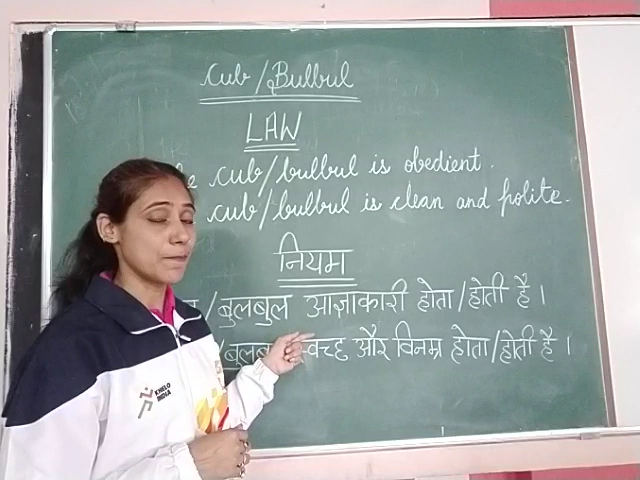 Cub/Bulbul
LAW
cub/bulbul is obedient.
cub/bulbul is clean and polite.
नियम
/बुलबुल आज्ञाकारी होता/होती है।
और विनम्र होता/होती है।
KHELO
INDIA